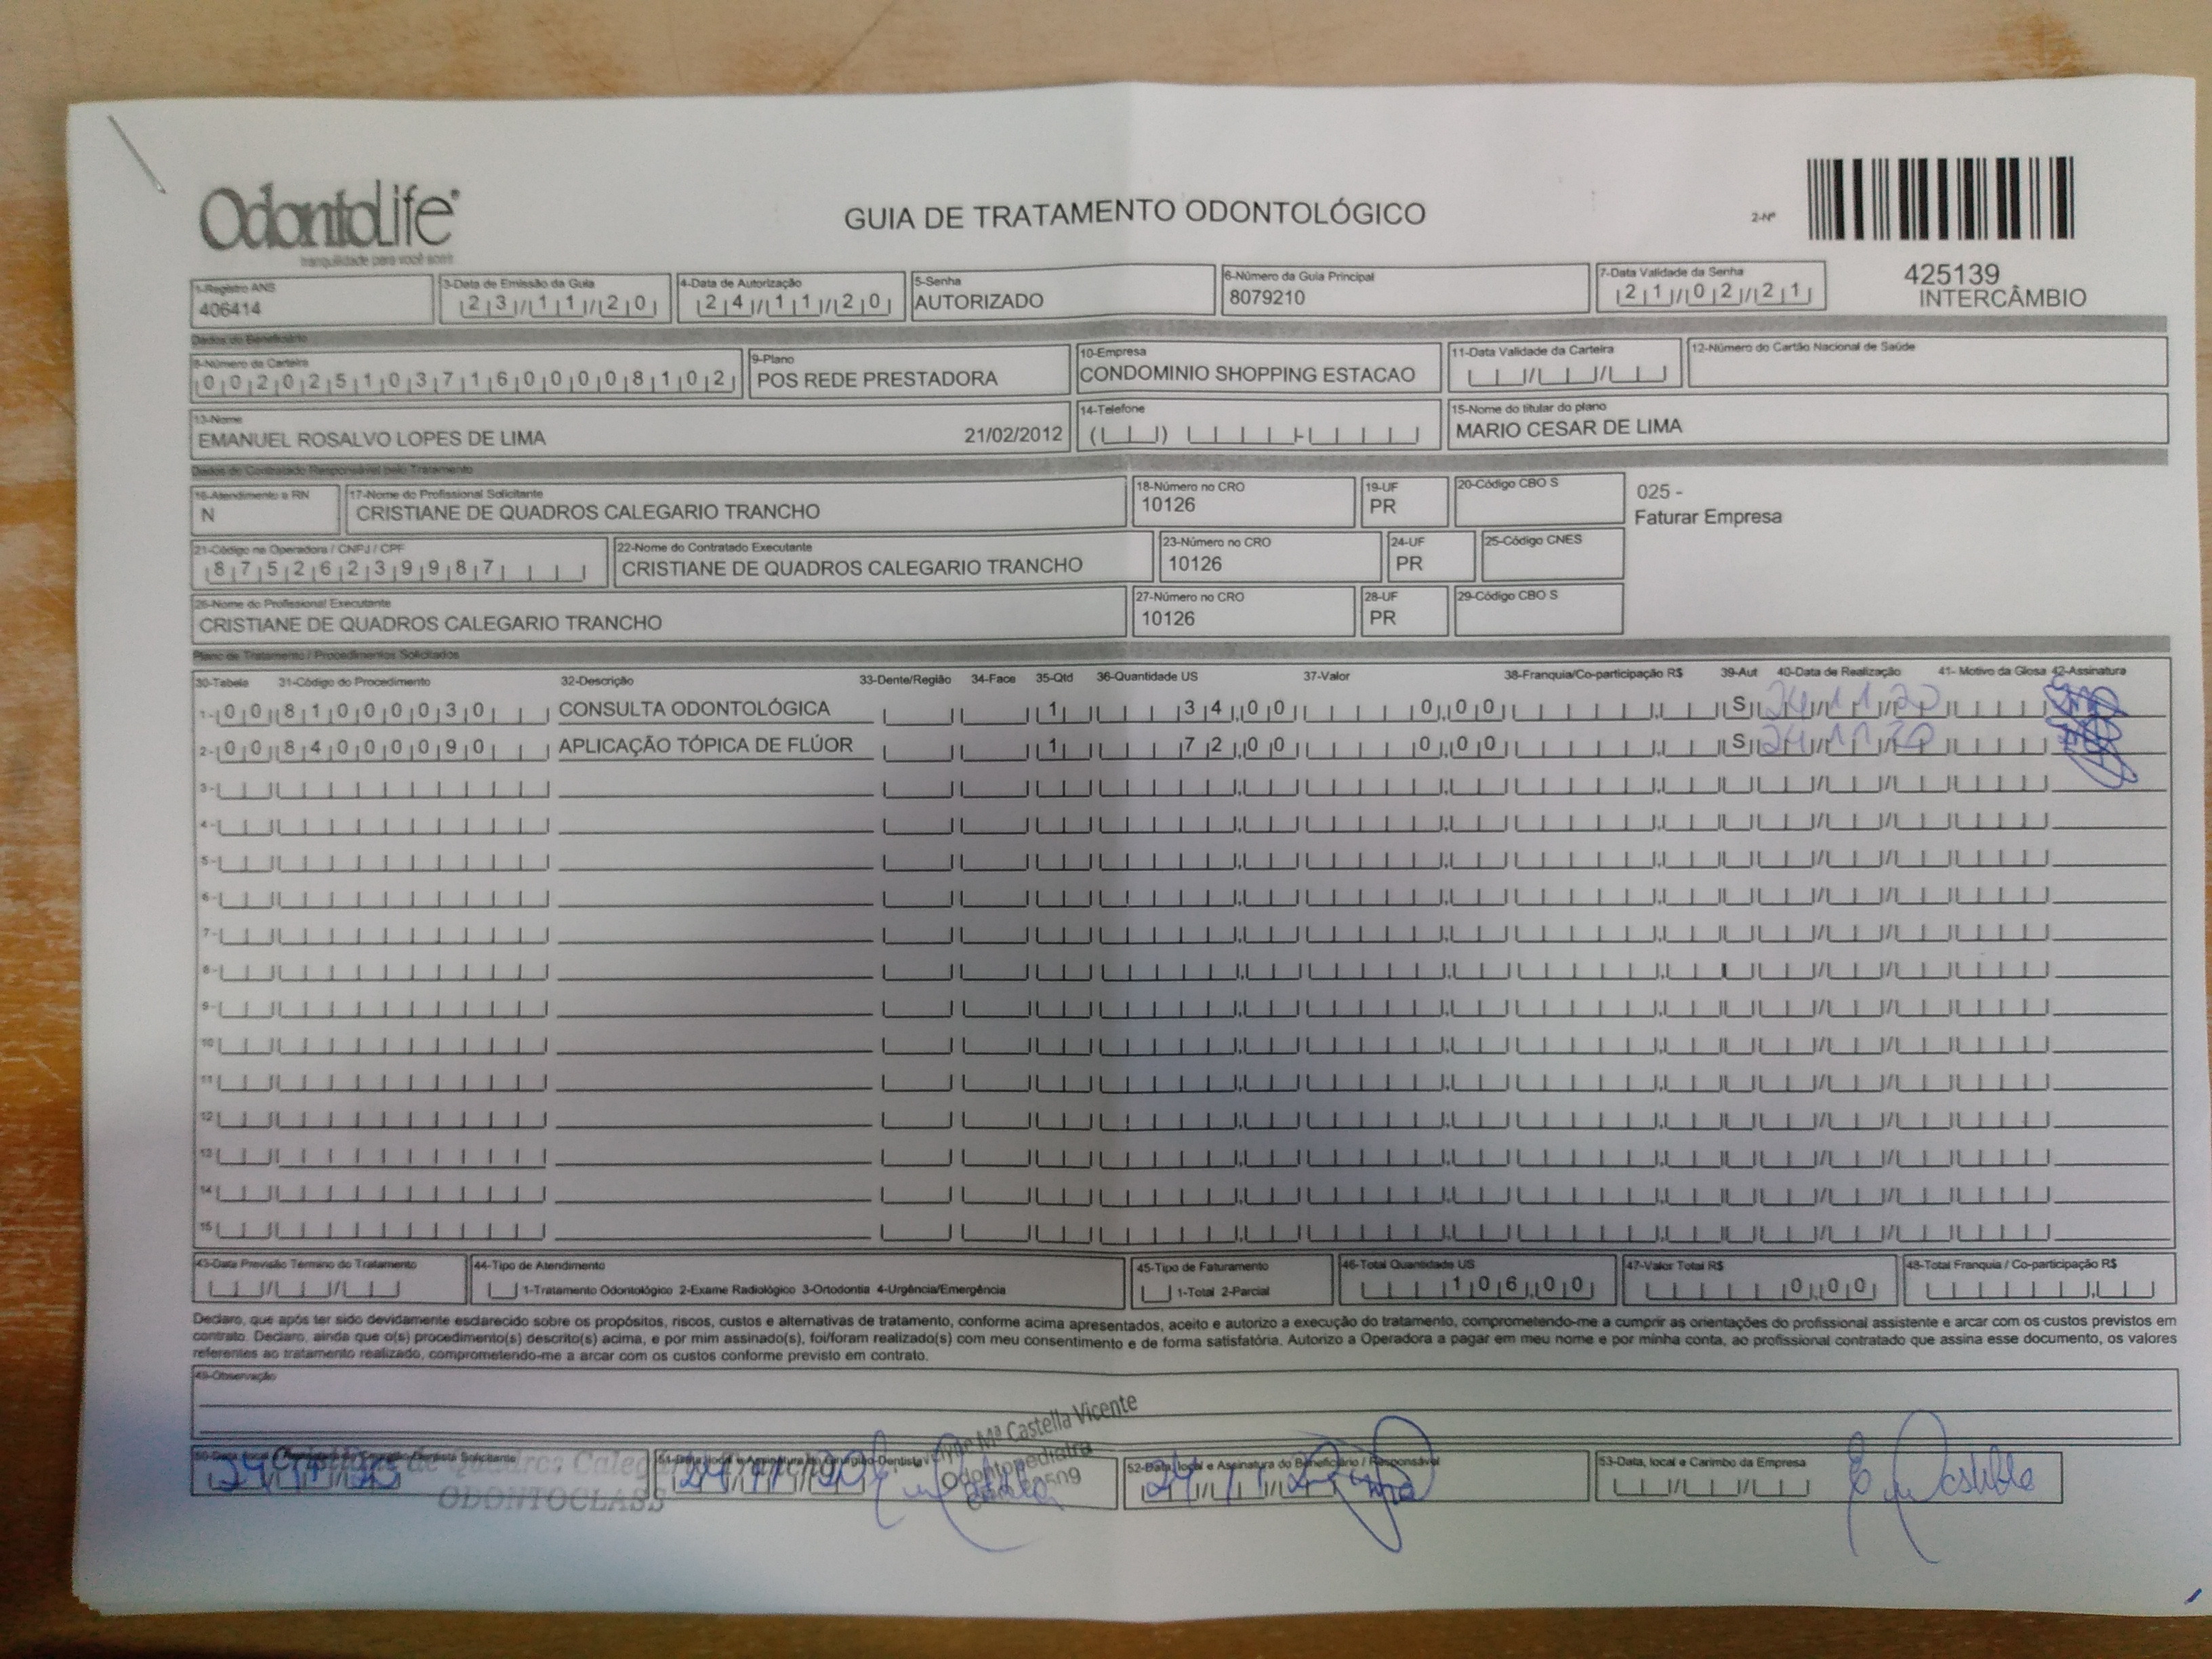 OdontoLife®
tranquilidade para você sorrir
GUIA DE TRATAMENTO ODONTOLÓGICO
2-Nº
425139
INTERCÂMBIO
1-Registro ANS
406414
3-Data de Emissão da Guia
23/11/20
4-Data de Autorização
24/11/20
5-Senha
AUTORIZADO
6-Número da Guia Principal
8079210
7-Data Validade da Senha
21/02/21
Dados do Beneficiário
8-Número da Carteira
00202510371600008102
9-Plano
POS REDE PRESTADORA
10-Empresa
CONDOMINIO SHOPPING ESTACAO
11-Data Validade da Carteira
12-Número do Cartão Nacional de Saúde
13-Nome
EMANUEL ROSALVO LOPES DE LIMA 21/02/2012
14-Telefone
15-Nome do titular do plano
MARIO CESAR DE LIMA
Dados do Contratado Responsável pelo Tratamento
16-Atendimento a RN
N
17-Nome do Profissional Solicitante
CRISTIANE DE QUADROS CALEGARIO TRANCHO
18-Número no CRO
10126
19-UF
PR
20-Código CBO S
025 -
Faturar Empresa
21-Código na Operadora / CNPJ / CPF
87526239987
22-Nome do Contratado Executante
CRISTIANE DE QUADROS CALEGARIO TRANCHO
23-Número no CRO
10126
24-UF
PR
25-Código CNES
26-Nome do Profissional Executante
CRISTIANE DE QUADROS CALEGARIO TRANCHO
27-Número no CRO
10126
28-UF
PR
29-Código CBO S
Plano de Tratamento / Procedimentos Solicitados
30-Tabela 31-Código do Procedimento 32-Descrição 33-Dente/Região 34-Face 35-Qtd 36-Quantidade US 37-Valor 38-Franquia/Co-participação R$ 39-Aut 40-Data de Realização 41- Motivo da Glosa 42-Assinatura
1- 00 81000030 CONSULTA ODONTOLÓGICA 1 34,00 0,00 S 24/11/20
2- 00 84000090 APLICAÇÃO TÓPICA DE FLÚOR 1 72,00 0,00 S 24/11/20
3-
4-
5-
6-
7-
8-
9-
10
11
12
13
14
15
43-Data Previsão Término do Tratamento
44-Tipo de Atendimento
1-Tratamento Odontológico 2-Exame Radiológico 3-Ortodontia 4-Urgência/Emergência
45-Tipo de Faturamento
1-Total 2-Parcial
46-Total Quantidade US
106,00
47-Valor Total R$
0,00
48-Total Franquia / Co-participação R$
Declaro, que após ter sido devidamente esclarecido sobre os propósitos, riscos, custos e alternativas de tratamento, conforme acima apresentados, aceito e autorizo a execução do tratamento, comprometendo-me a cumprir as orientações do profissional assistente e arcar com os custos previstos em
contrato. Declaro, ainda que o(s) procedimento(s) descrito(s) acima, e por mim assinado(s), foi/foram realizado(s) com meu consentimento e de forma satisfatória. Autorizo a Operadora a pagar em meu nome e por minha conta, ao profissional contratado que assina esse documento, os valores
referentes ao tratamento realizado, comprometendo-me a arcar com os custos conforme previsto em contrato.
49-Observação
Mª Castella Vicente
Odontopediatra
de Quadros
ODONTOCLASS
51-Data, local e Assinatura do Cirurgião-Dentista
24/11/20
52-Data, local e Assinatura do Beneficiário / Responsável
53-Data, local e Carimbo da Empresa